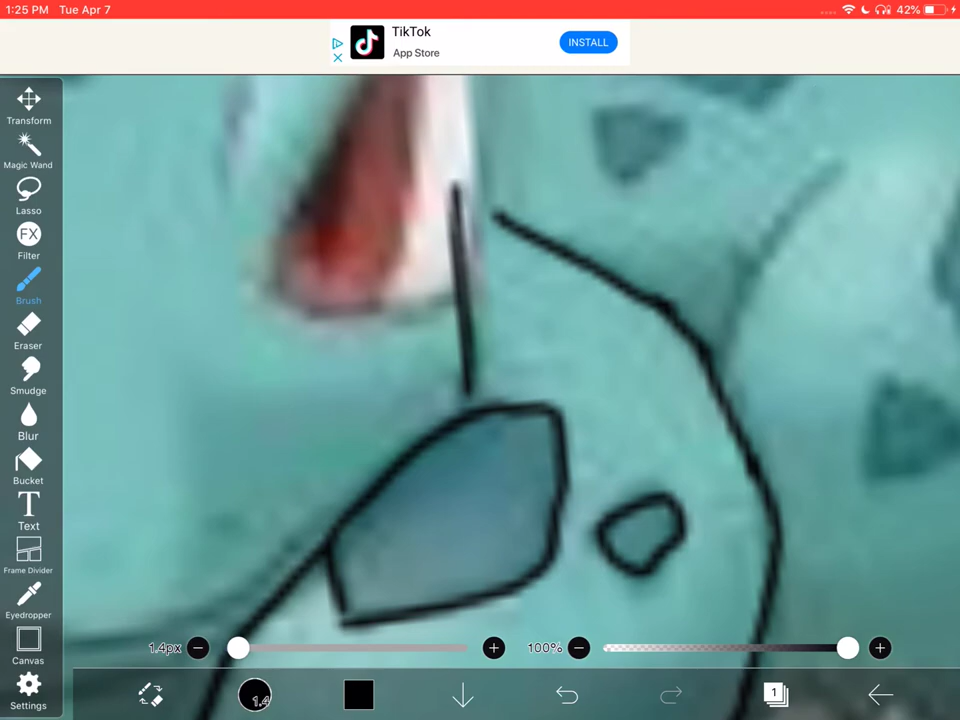 1:25 PM Tue Apr 7
42%
TikTok
App Store
INSTALL
Transform
Magic Wand
Lasso
FX
Filter
Brush
Eraser
Smudge
Blur
Bucket
T
Text
Frame Divider
Eyedropper
Canvas
Settings
1.4px
100%
1.4
1